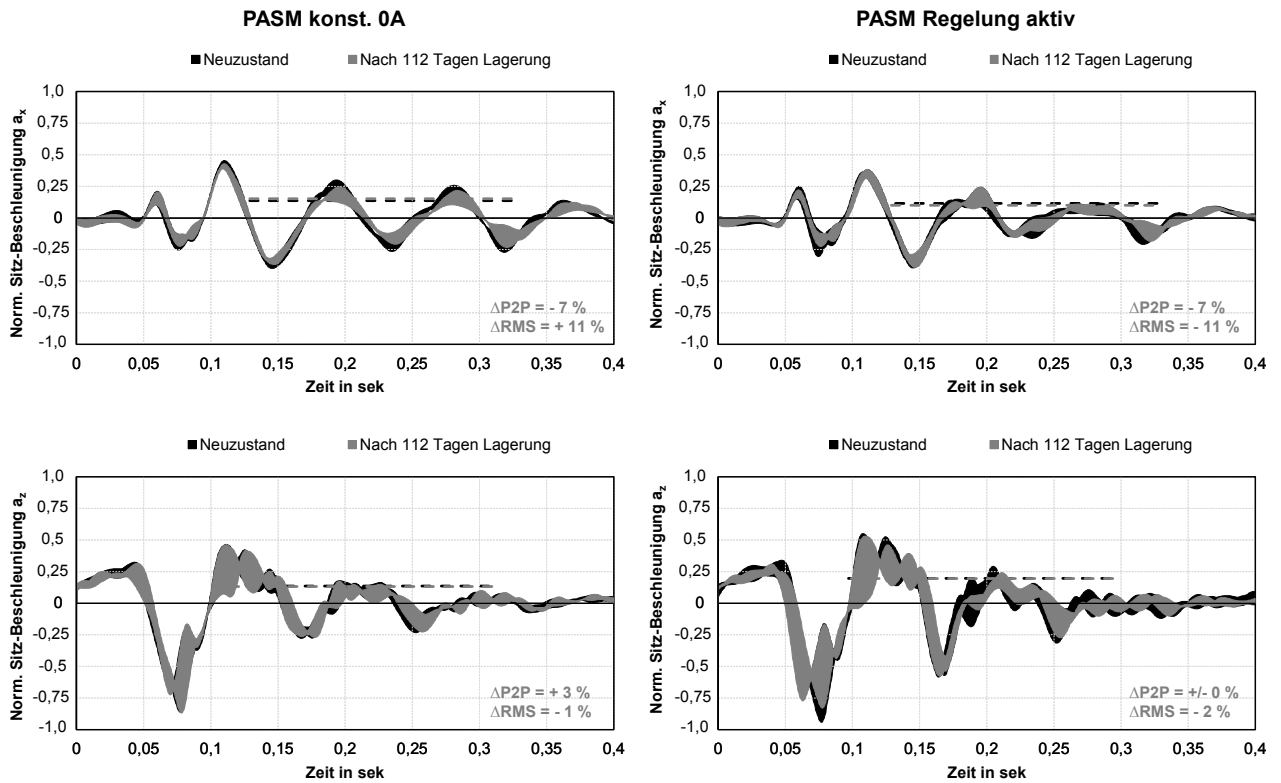 PASM konst. 0A
PASM Regelung aktiv
Neuzustand
Nach 112 Tagen Lagerung
Norm. Sitz-Beschleunigung aₓ
1,0
0,75
0,5
0,25
0
-0,25
-0,5
-0,75
-1,0
ΔP2P = - 7 %
ΔRMS = + 11 %
0 0,05 0,1 0,15 0,2 0,25 0,3 0,35 0,4
Zeit in sek
Neuzustand
Nach 112 Tagen Lagerung
Norm. Sitz-Beschleunigung aₓ
1,0
0,75
0,5
0,25
0
-0,25
-0,5
-0,75
-1,0
ΔP2P = - 7 %
ΔRMS = - 11 %
0 0,05 0,1 0,15 0,2 0,25 0,3 0,35 0,4
Zeit in sek
Neuzustand
Nach 112 Tagen Lagerung
Norm. Sitz-Beschleunigung a_z
1,0
0,75
0,5
0,25
0
-0,25
-0,5
-0,75
-1,0
ΔP2P = + 3 %
ΔRMS = - 1 %
0 0,05 0,1 0,15 0,2 0,25 0,3 0,35 0,4
Zeit in sek
Neuzustand
Nach 112 Tagen Lagerung
Norm. Sitz-Beschleunigung a_z
1,0
0,75
0,5
0,25
0
-0,25
-0,5
-0,75
-1,0
ΔP2P = +/- 0 %
ΔRMS = - 2 %
0 0,05 0,1 0,15 0,2 0,25 0,3 0,35 0,4
Zeit in sek